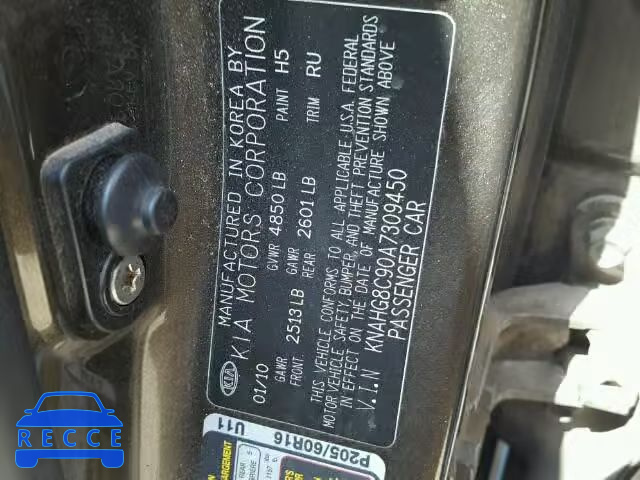 MANUFACTURED IN KOREA BY
KIA KIA MOTORS CORPORATION
01/10 GVWR 4850 LB PAINT H5
GAWR FRONT. 2513 LB GAWR REAR 2601 LB TRIM RU
THIS VEHICLE CONFORMS TO ALL APPLICABLE U.S.A. FEDERAL
MOTOR VEHICLE SAFETY, BUMPER, AND THEFT PREVENTION STANDARDS
IN EFFECT ON THE DATE OF MANUFACTURE SHOWN ABOVE
V.I.N KNAHG8C90A7309450
PASSENGER CAR
U11
P205/60R16
RECCE